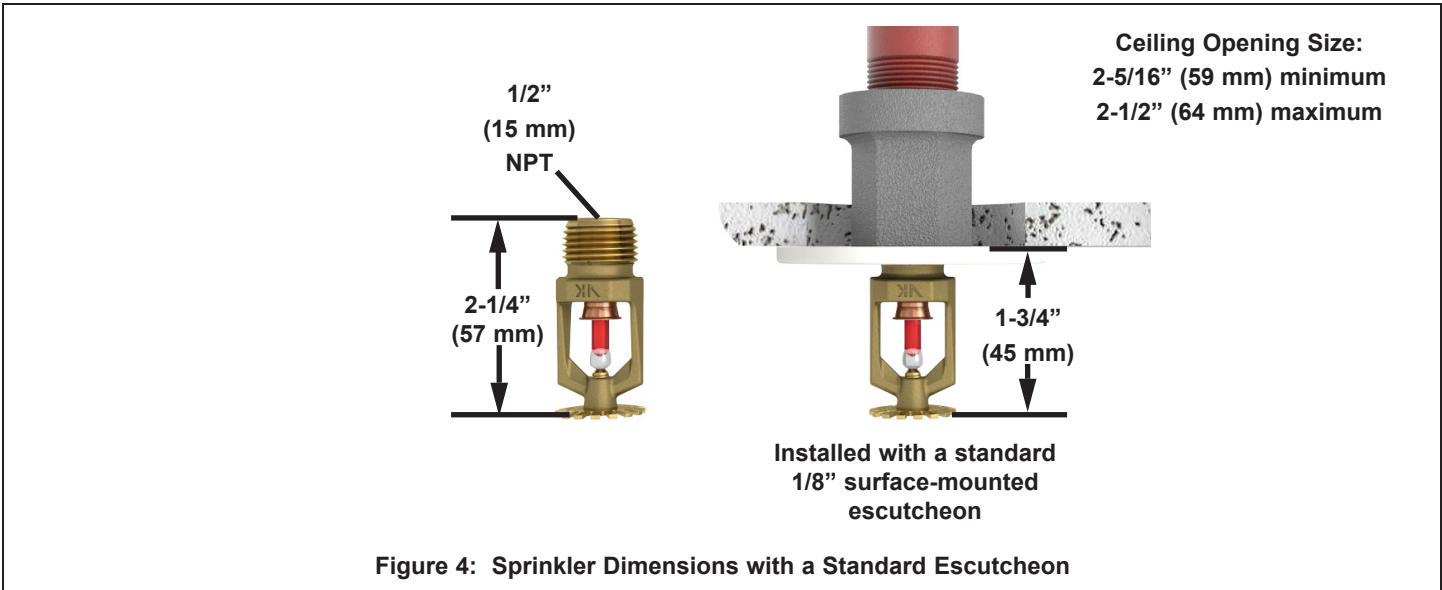 1/2”
(15 mm)
NPT
2-1/4”
(57 mm)
VK
Ceiling Opening Size:
2-5/16” (59 mm) minimum
2-1/2” (64 mm) maximum
VK
1-3/4”
(45 mm)
Installed with a standard
1/8” surface-mounted
escutcheon
Figure 4: Sprinkler Dimensions with a Standard Escutcheon